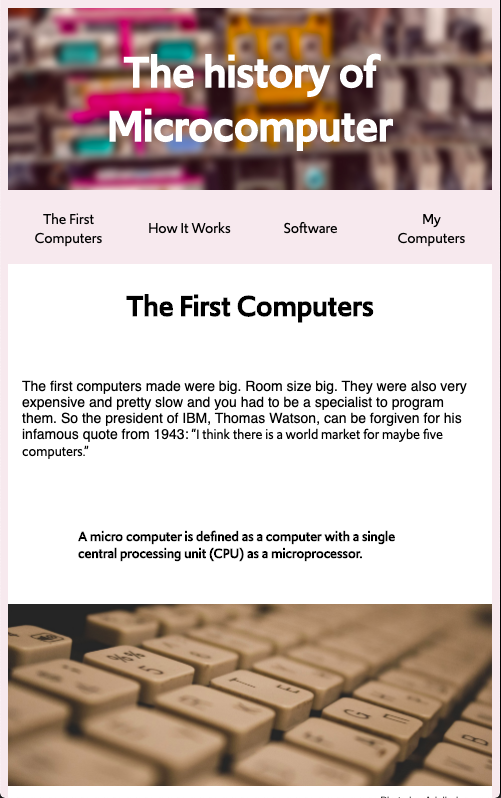 The history of
Microcomputer
The First
Computers
How It Works
Software
My
Computers
The First Computers
The first computers made were big. Room size big. They were also very
expensive and pretty slow and you had to be a specialist to program
them. So the president of IBM, Thomas Watson, can be forgiven for his
infamous quote from 1943: "I think there is a world market for maybe five
computers."
A micro computer is defined as a computer with a single
central processing unit (CPU) as a microprocessor.